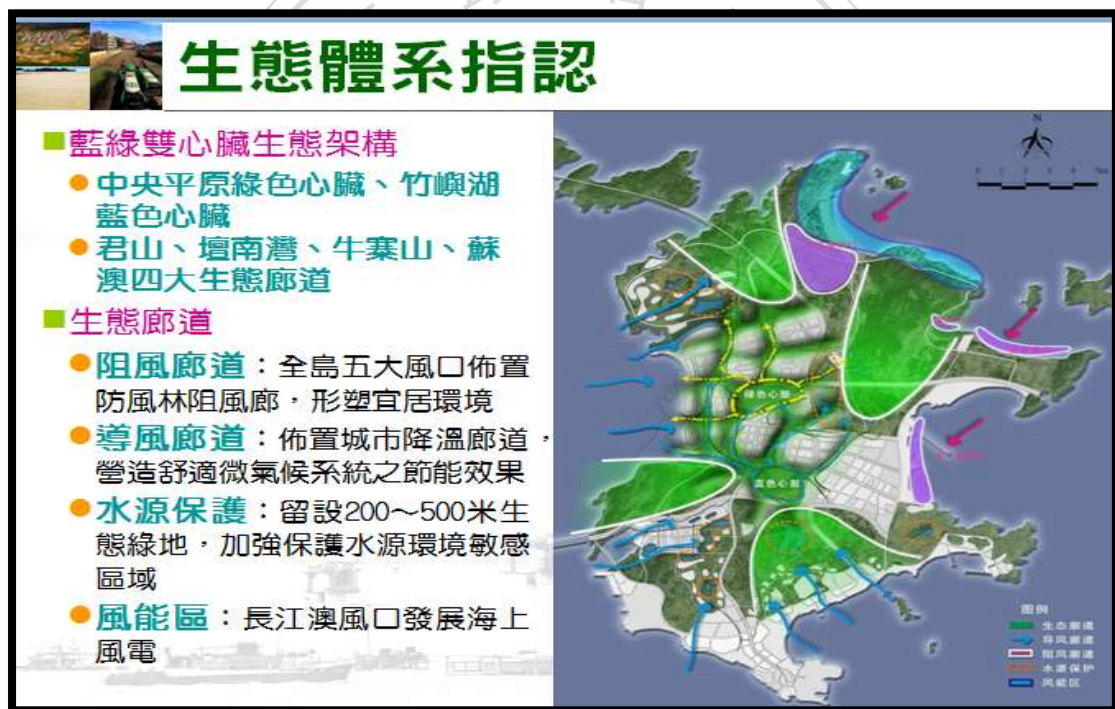 生態體系指認
藍綠雙心臟生態架構
中央平原綠色心臟、竹嶼湖
藍色心臟
君山、壇南灣、牛寨山、蘇
澳四大生態廊道
生態廊道
阻風廊道：全島五大風口佈置
防風林阻風廊，形塑宜居環境
導風廊道：佈置城市降溫廊道，
營造舒適微氣候系統之節能效果
水源保護：留設200～500米生
態綠地，加強保護水源環境敏感
區域
風能區：長江澳風口發展海上
風電
N
绿色心脏
蓝色心脏
图例
生态廊道
导风廊道
阻风廊道
水源保护
风能区